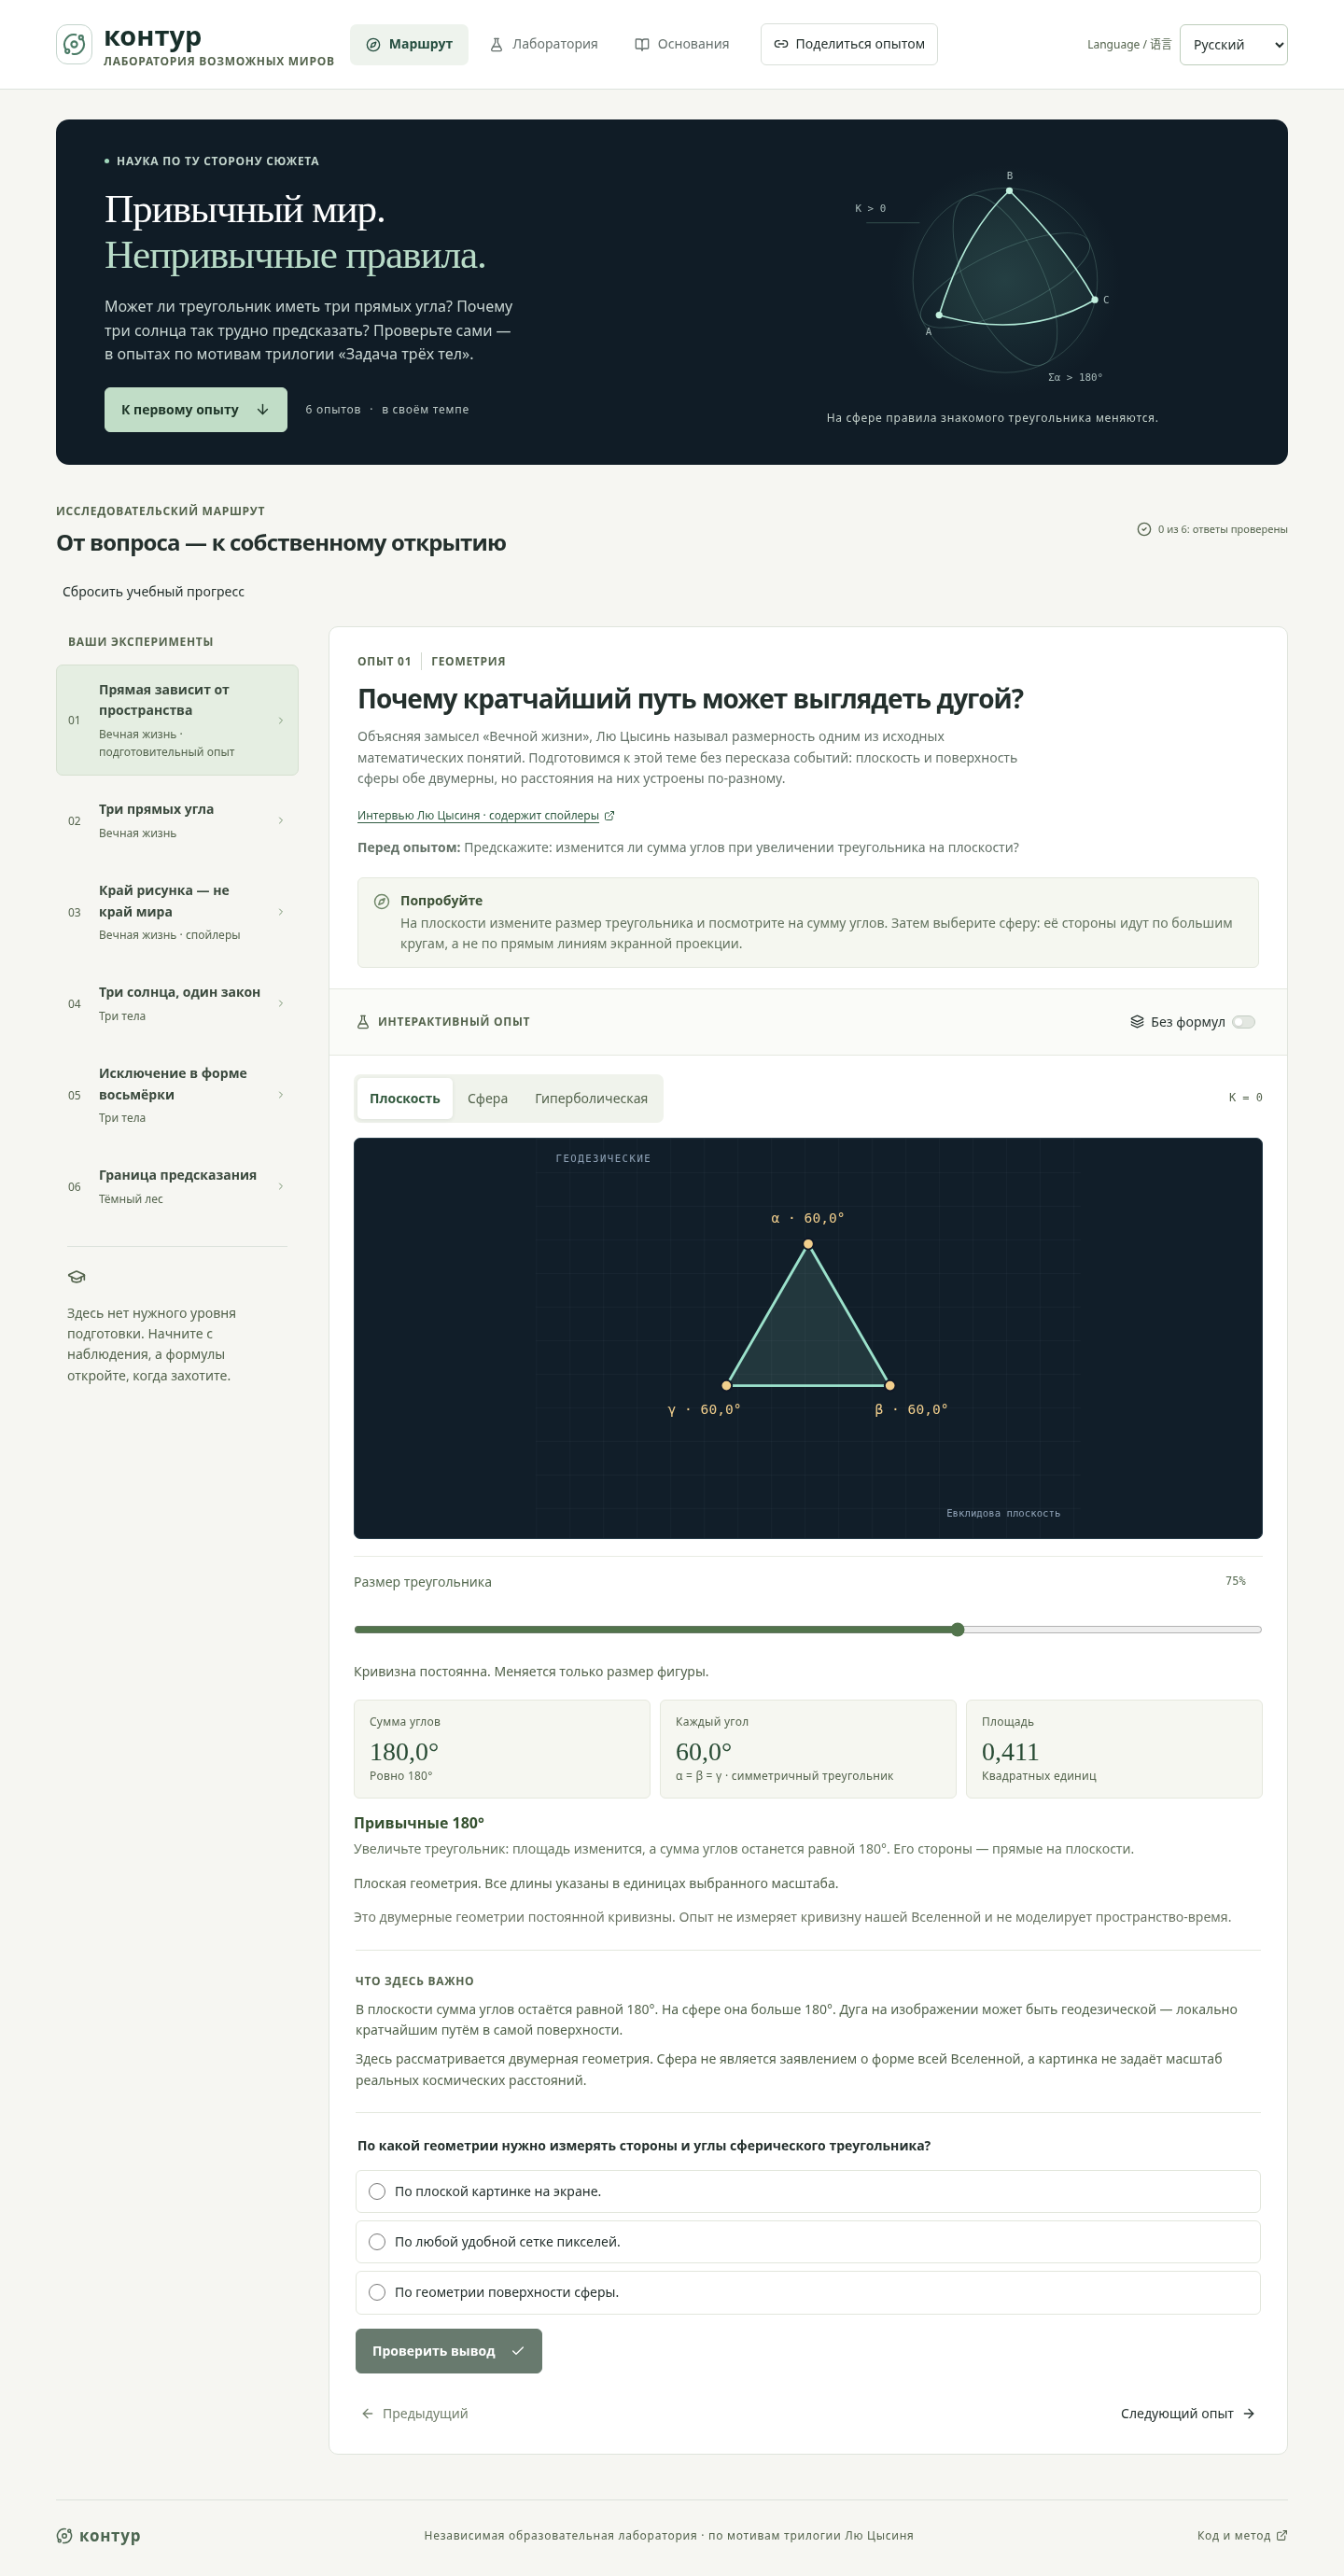 контур
ЛАБОРАТОРИЯ ВОЗМОЖНЫХ МИРОВ
Маршрут
Лаборатория
Основания
Поделиться опытом
Language / 语言
Русский
НАУКА ПО ТУ СТОРОНУ СЮЖЕТА
Привычный мир.
Непривычные правила.
Может ли треугольник иметь три прямых угла? Почему
три солнца так трудно предсказать? Проверьте сами —
в опытах по мотивам трилогии «Задача трёх тел».
К первому опыту
6 опытов · в своём темпе
B
K > 0
C
A
Σα > 180°
На сфере правила знакомого треугольника меняются.
ИССЛЕДОВАТЕЛЬСКИЙ МАРШРУТ
От вопроса — к собственному открытию
0 из 6: ответы проверены
Сбросить учебный прогресс
ВАШИ ЭКСПЕРИМЕНТЫ
01
Прямая зависит от
пространства
Вечная жизнь ·
подготовительный опыт
02
Три прямых угла
Вечная жизнь
03
Край рисунка — не
край мира
Вечная жизнь · спойлеры
04
Три солнца, один закон
Три тела
05
Исключение в форме
восьмёрки
Три тела
06
Граница предсказания
Тёмный лес
Здесь нет нужного уровня
подготовки. Начните с
наблюдения, а формулы
откройте, когда захотите.
ОПЫТ 01
ГЕОМЕТРИЯ
Почему кратчайший путь может выглядеть дугой?
Объясняя замысел «Вечной жизни», Лю Цысинь называл размерность одним из исходных
математических понятий. Подготовимся к этой теме без пересказа событий: плоскость и поверхность
сферы обе двумерны, но расстояния на них устроены по-разному.
Интервью Лю Цысиня · содержит спойлеры
Перед опытом: Предскажите: изменится ли сумма углов при увеличении треугольника на плоскости?
Попробуйте
На плоскости измените размер треугольника и посмотрите на сумму углов. Затем выберите сферу: её стороны идут по большим
кругам, а не по прямым линиям экранной проекции.
ИНТЕРАКТИВНЫЙ ОПЫТ
Без формул
Плоскость
Сфера
Гиперболическая
K = 0
ГЕОДЕЗИЧЕСКИЕ
α · 60,0°
γ · 60,0°
β · 60,0°
Евклидова плоскость
Размер треугольника
75%
Кривизна постоянна. Меняется только размер фигуры.
Сумма углов
180,0°
Ровно 180°
Каждый угол
60,0°
α = β = γ · симметричный треугольник
Площадь
0,411
Квадратных единиц
Привычные 180°
Увеличьте треугольник: площадь изменится, а сумма углов останется равной 180°. Его стороны — прямые на плоскости.
Плоская геометрия. Все длины указаны в единицах выбранного масштаба.
Это двумерные геометрии постоянной кривизны. Опыт не измеряет кривизну нашей Вселенной и не моделирует пространство-время.
ЧТО ЗДЕСЬ ВАЖНО
В плоскости сумма углов остаётся равной 180°. На сфере она больше 180°. Дуга на изображении может быть геодезической — локально
кратчайшим путём в самой поверхности.
Здесь рассматривается двумерная геометрия. Сфера не является заявлением о форме всей Вселенной, а картинка не задаёт масштаб
реальных космических расстояний.
По какой геометрии нужно измерять стороны и углы сферического треугольника?
По плоской картинке на экране.
По любой удобной сетке пикселей.
По геометрии поверхности сферы.
Проверить вывод
Предыдущий
Следующий опыт
контур
Независимая образовательная лаборатория · по мотивам трилогии Лю Цысиня
Код и метод